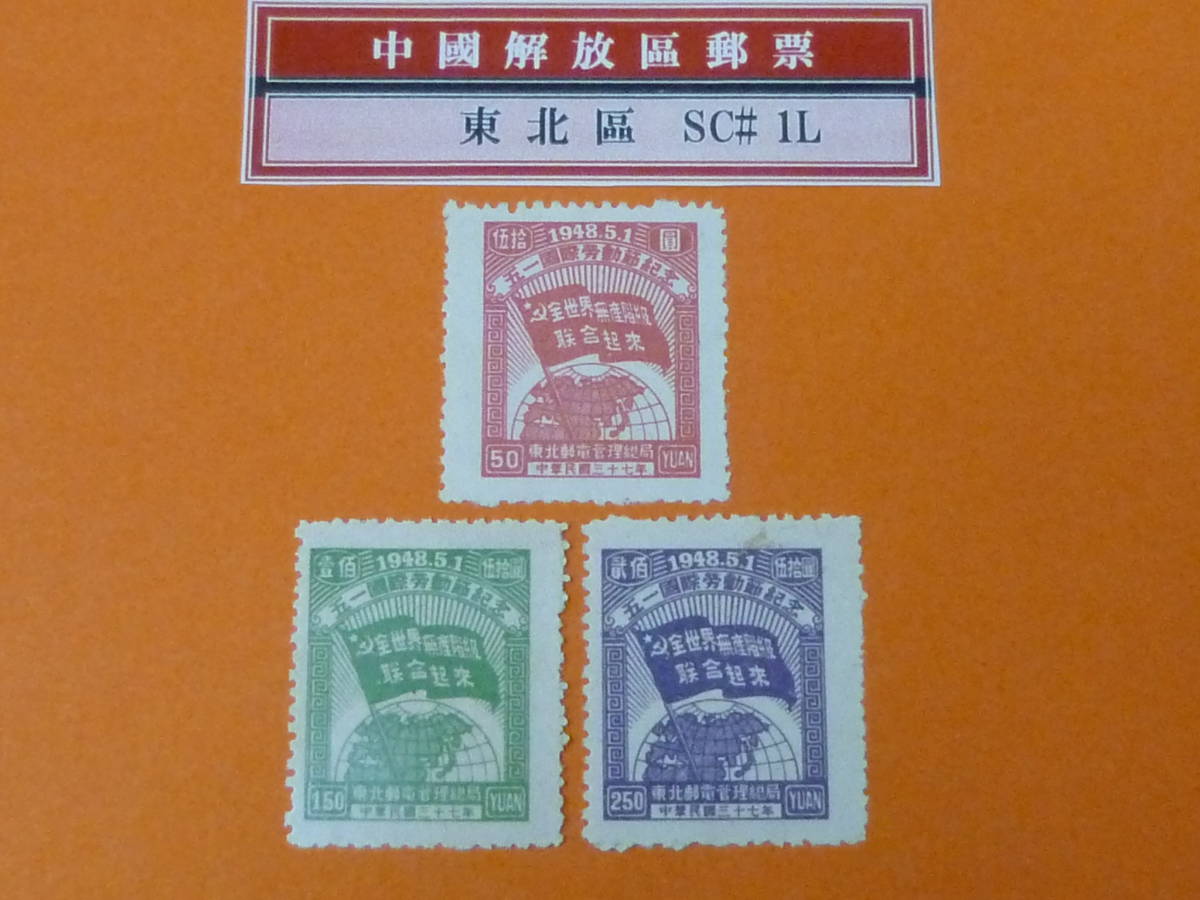 中國解放區郵票
東北區 SC# 1L
伍拾 1948.5.1 圓
五一國際勞動節紀念
全世界無產階級
联合起來
50 東北郵電管理總局 YUAN
中華民國三十七年
壹佰 1948.5.1 伍拾圓
五一國際勞動節紀念
全世界無產階級
联合起來
150 東北郵電管理總局 YUAN
中華民國三十七年
貳佰 1948.5.1 伍拾圓
五一國際勞動節紀念
全世界無產階級
联合起來
250 東北郵電管理總局 YUAN
中華民國三十七年